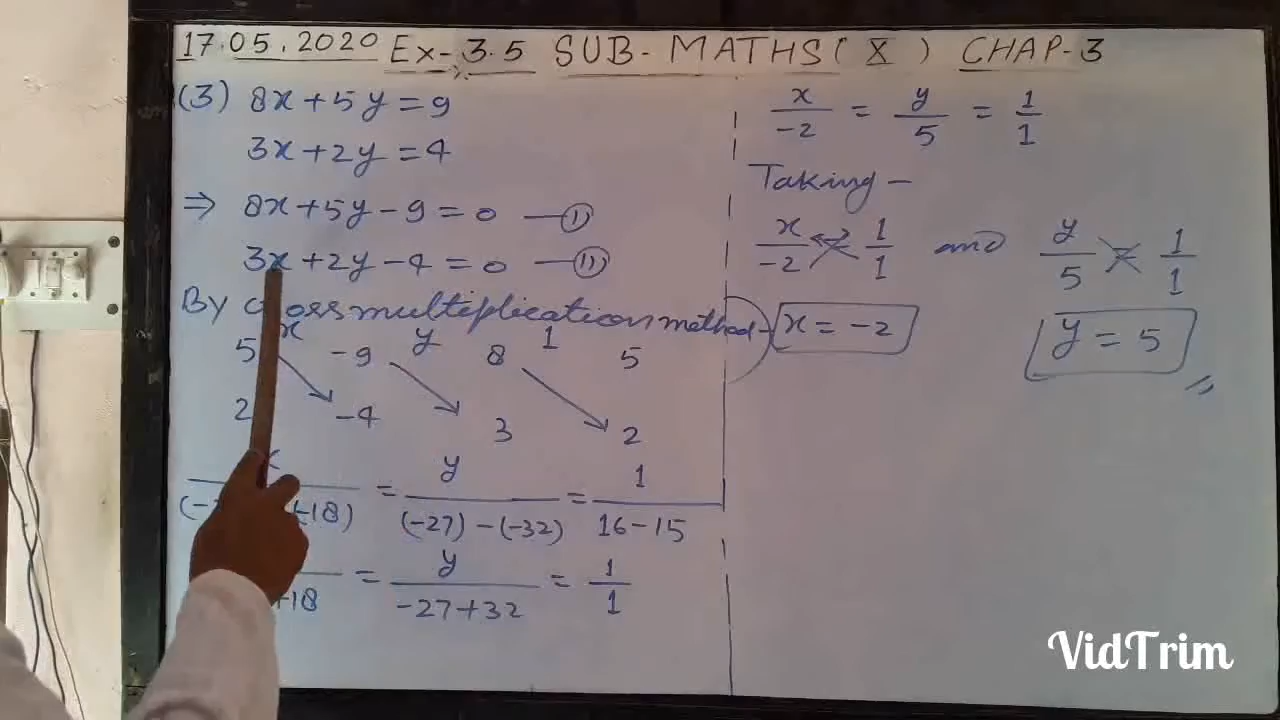 17.05.2020 Ex-3.5 SUB-MATHS(X) CHAP-3
(3) 8x+5y=9
3x+2y=4
⇒ 8x+5y-9=0 —(I)
3x+2y-4=0 —(II)
By cross multiplication method-
x y 1
5 -9 8 5
2 -4 3 2
x y 1
= =
(-27)-(-32) 16-15
+18) 
y 1
= =
+18 -27+32 1
x/-2 = y/5 = 1/1
Taking-
x/-2 = 1/1 and y/5 = 1/1
x = -2
y = 5
VidTrim